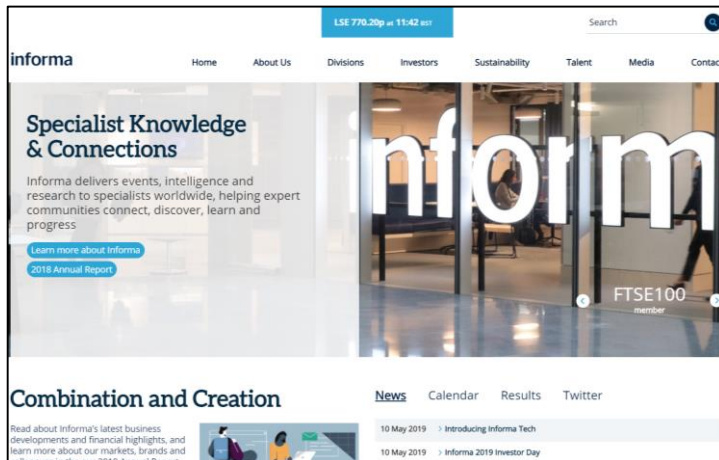 LSE 770.20p at 11:42 BST
Search
informa
Home About Us Divisions Investors Sustainability Talent Media Contac
Specialist Knowledge
& Connections
Informa delivers events, intelligence and
research to specialists worldwide, helping expert
communities connect, discover, learn and
progress
Learn more about Informa
2018 Annual Report
inform
FTSE100
member
Combination and Creation
Read about Informa's latest business
developments and financial highlights, and
learn more about our markets, brands and
News Calendar Results Twitter
10 May 2019 > Introducing Informa Tech
10 May 2019 > Informa 2019 Investor Day